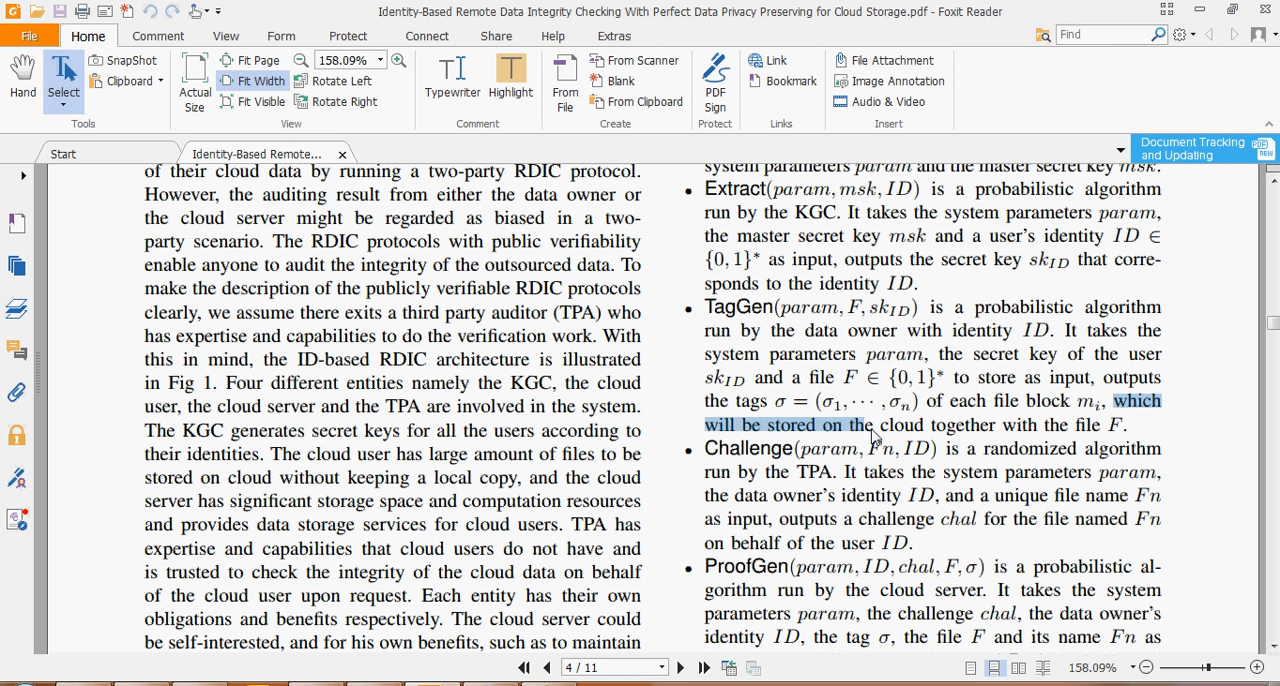 Identity-Based Remote Data Integrity Checking With Perfect Data Privacy Preserving for Cloud Storage.pdf - Foxit Reader
File Home Comment View Form Protect Connect Share Help Extras
Find
Hand
Select
SnapShot
Clipboard
Tools
Actual
Size
Fit Page
Fit Width
Fit Visible
158.09%
Rotate Left
Rotate Right
View
Typewriter
Highlight
Comment
From
File
From Scanner
Blank
From Clipboard
Create
PDF
Sign
Protect
Link
Bookmark
Links
File Attachment
Image Annotation
Audio & Video
Insert
Start
Identity-Based Remote...
Document Tracking
and Updating
of their cloud data by running a two-party RDIC protocol.
However, the auditing result from either the data owner or
the cloud server might be regarded as biased in a two-
party scenario. The RDIC protocols with public verifiability
enable anyone to audit the integrity of the outsourced data. To
make the description of the publicly verifiable RDIC protocols
clearly, we assume there exits a third party auditor (TPA) who
has expertise and capabilities to do the verification work. With
this in mind, the ID-based RDIC architecture is illustrated
in Fig 1. Four different entities namely the KGC, the cloud
user, the cloud server and the TPA are involved in the system.
The KGC generates secret keys for all the users according to
their identities. The cloud user has large amount of files to be
stored on cloud without keeping a local copy, and the cloud
server has significant storage space and computation resources
and provides data storage services for cloud users. TPA has
expertise and capabilities that cloud users do not have and
is trusted to check the integrity of the cloud data on behalf
of the cloud user upon request. Each entity has their own
obligations and benefits respectively. The cloud server could
be self-interested, and for his own benefits, such as to maintain
system parameters param and the master secret key msk.
• Extract(param, msk, ID) is a probabilistic algorithm
run by the KGC. It takes the system parameters param,
the master secret key msk and a user's identity ID ∈
{0, 1}* as input, outputs the secret key skID that corre-
sponds to the identity ID.
• TagGen(param, F, skID) is a probabilistic algorithm
run by the data owner with identity ID. It takes the
system parameters param, the secret key of the user
skID and a file F ∈ {0, 1}* to store as input, outputs
the tags σ = (σ1, ⋯ , σn) of each file block mi, which
will be stored on the cloud together with the file F.
• Challenge(param, Fn, ID) is a randomized algorithm
run by the TPA. It takes the system parameters param,
the data owner's identity ID, and a unique file name Fn
as input, outputs a challenge chal for the file named Fn
on behalf of the user ID.
• ProofGen(param, ID, chal, F, σ) is a probabilistic al-
gorithm run by the cloud server. It takes the system
parameters param, the challenge chal, the data owner's
identity ID, the tag σ, the file F and its name Fn as
4 / 11
158.09%